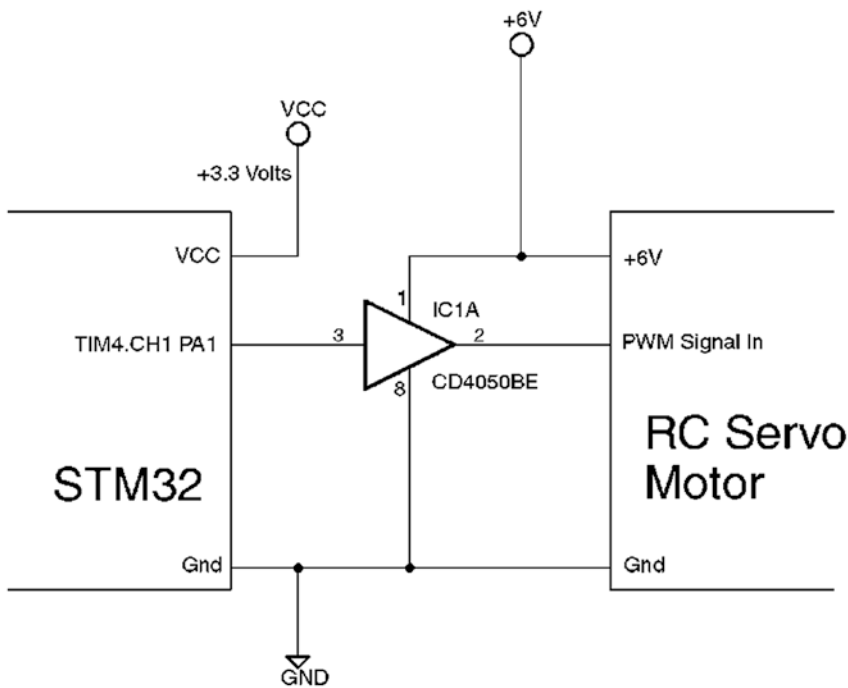 +6V
VCC
+3.3 Volts
VCC
+6V
1
IC1A
TIM4.CH1 PA1
3
2
PWM Signal In
8
CD4050BE
RC Servo
Motor
STM32
Gnd
Gnd
GND